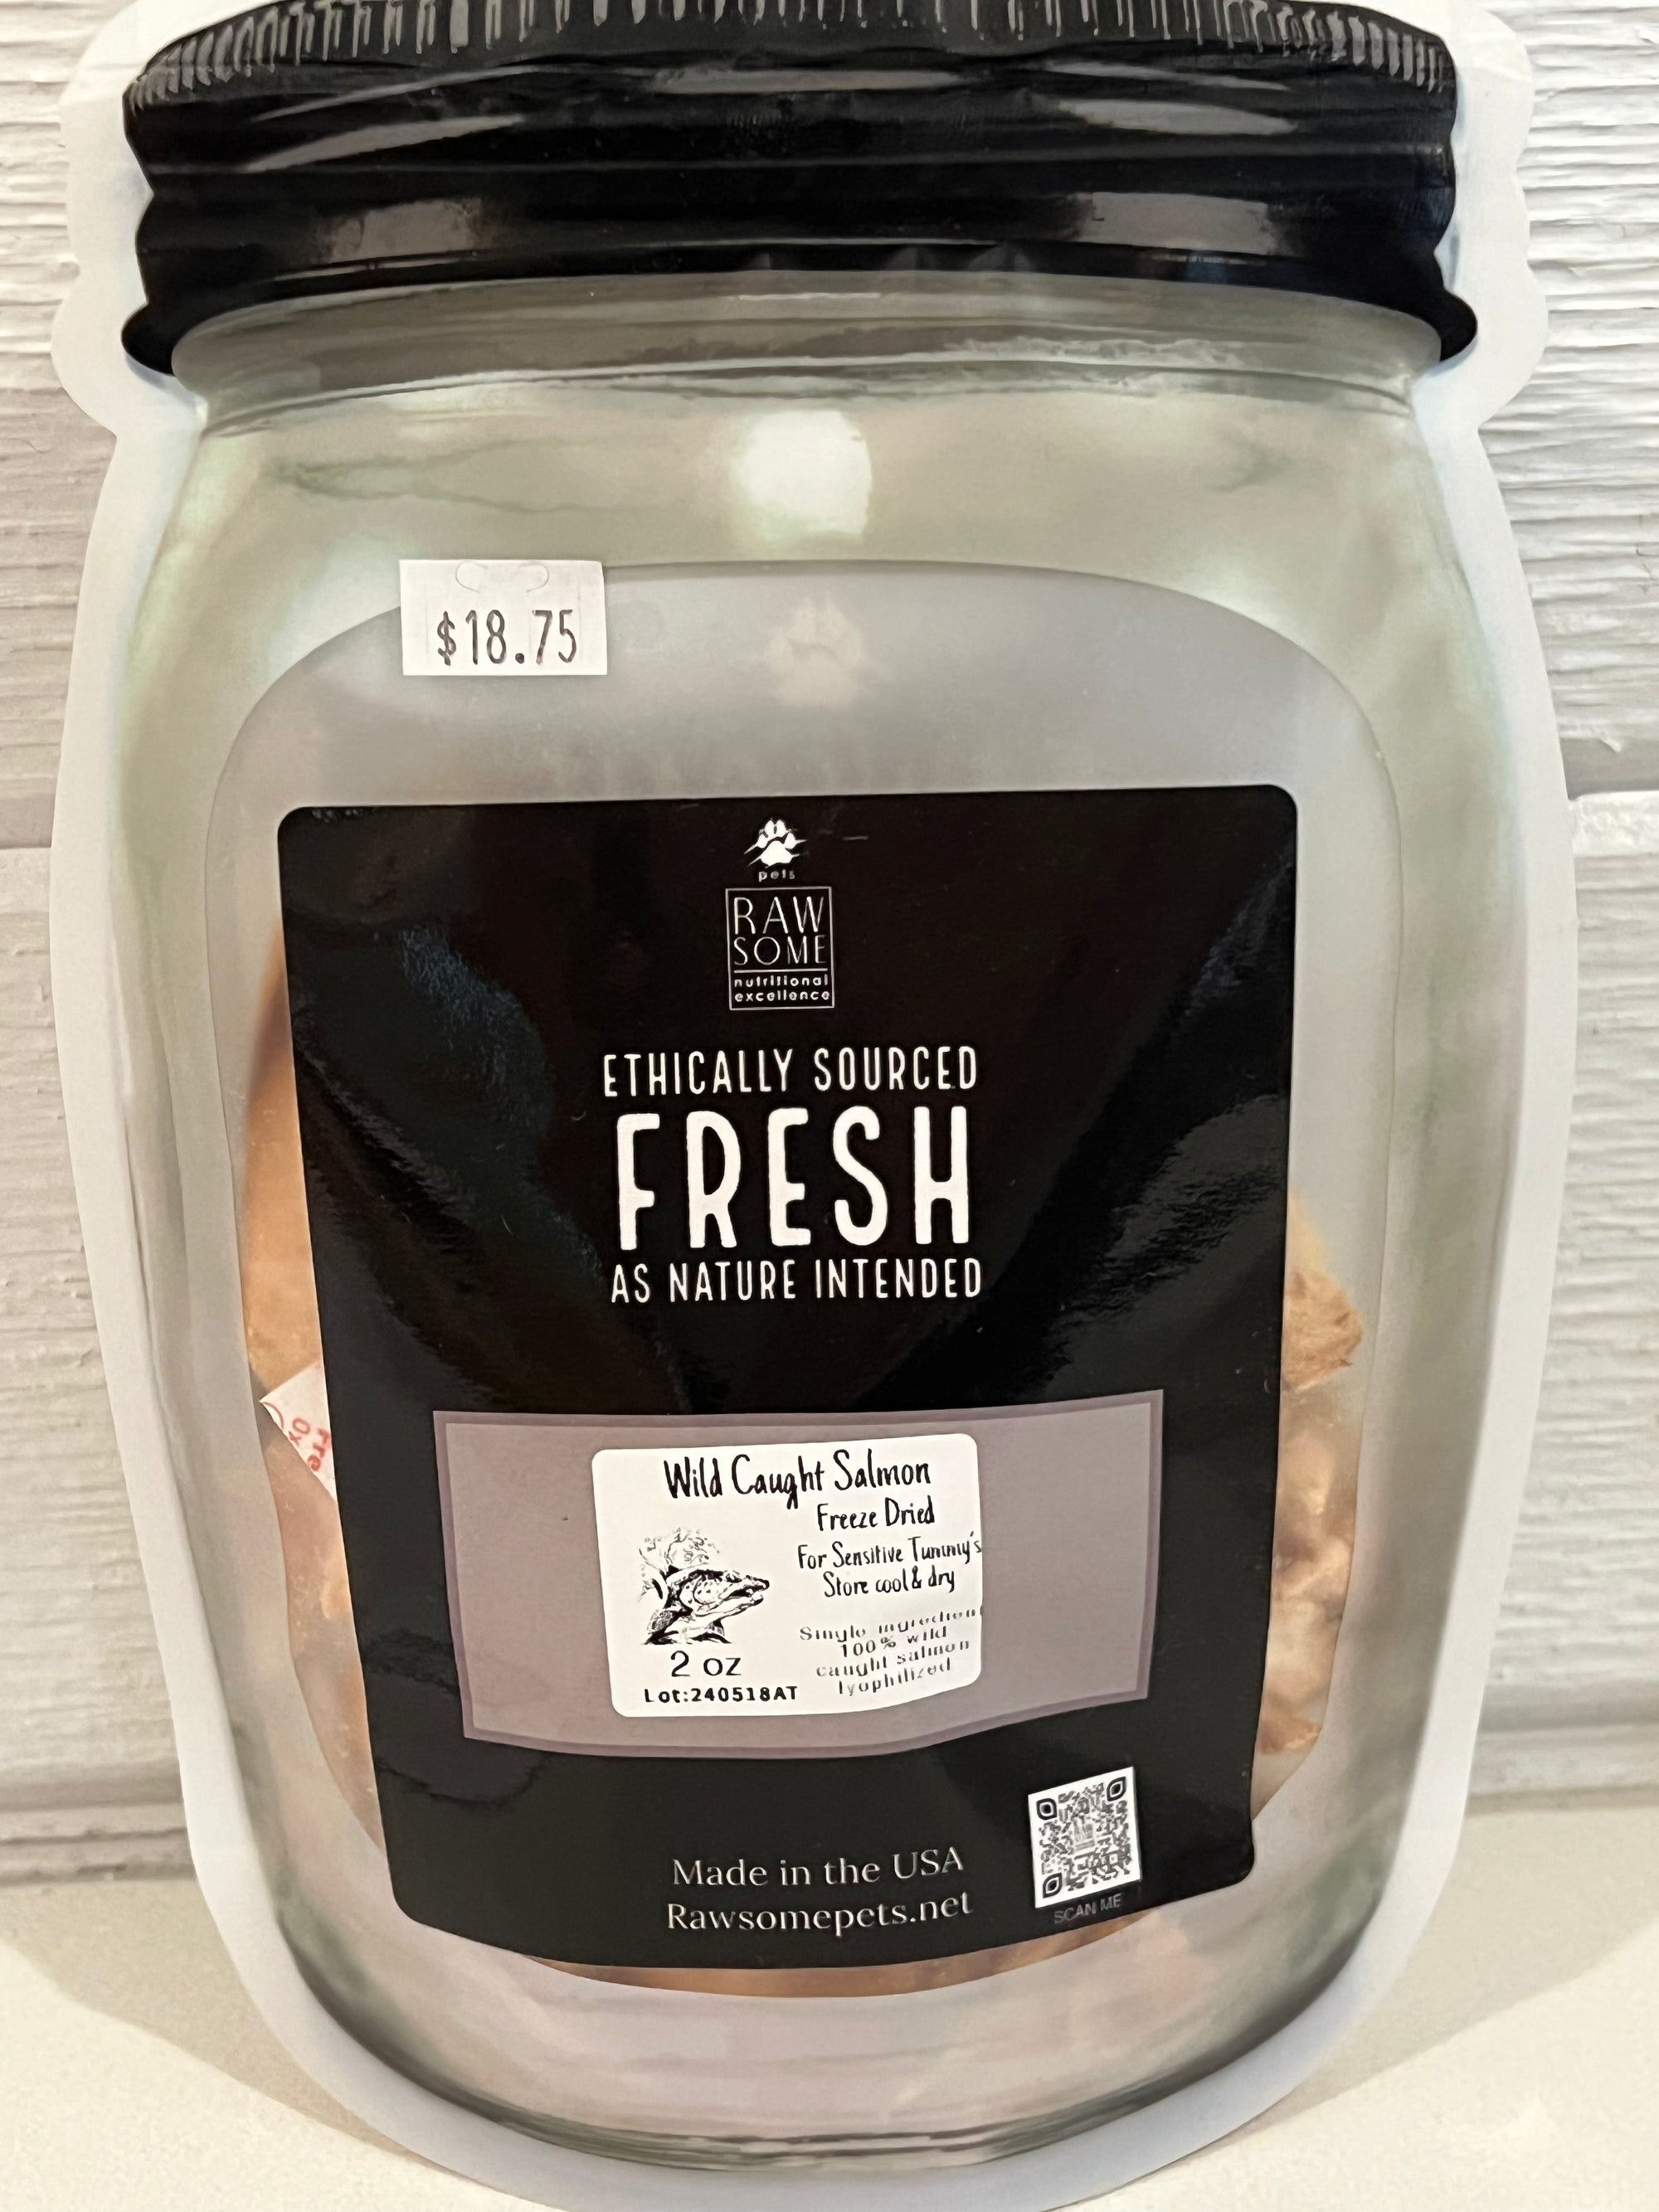 $18.75
pets
RAW
SOME
nutritional
excellence
ETHICALLY SOURCED
FRESH
AS NATURE INTENDED
Wild Caught Salmon
Freeze Dried
For Sensitive Tummy's
Store cool & dry
Single ingredient
100% wild
caught salmon
lyophilized
2 oz
Lot:240518AT
Made in the USA
Rawsomepets.net
SCAN ME